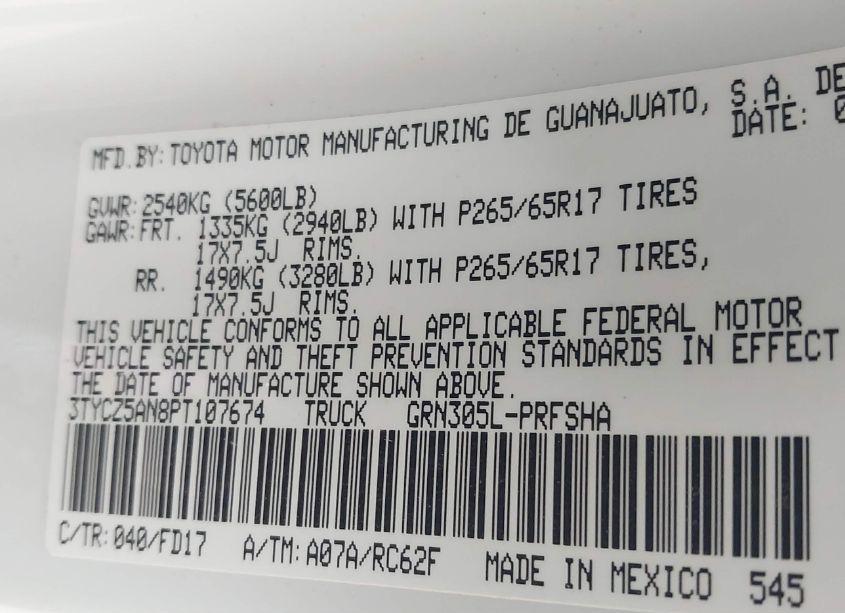 MFD.BY: TOYOTA MOTOR MANUFACTURING DE GUANAJUATO, S.A. DE
DATE:
GVWR: 2540KG (5600LB)
GAWR: FRT. 1335KG (2940LB) WITH P265/65R17 TIRES
17X7.5J RIMS.
RR. 1490KG (3280LB) WITH P265/65R17 TIRES,
17X7.5J RIMS.
THIS VEHICLE CONFORMS TO ALL APPLICABLE FEDERAL MOTOR
VEHICLE SAFETY AND THEFT PREVENTION STANDARDS IN EFFECT
THE DATE OF MANUFACTURE SHOWN ABOVE.
3TYCZ5AN8PT107674 TRUCK GRN305L-PRFSHA
C/TR: 040/FD17 A/TM: A07A/RC62F MADE IN MEXICO 545